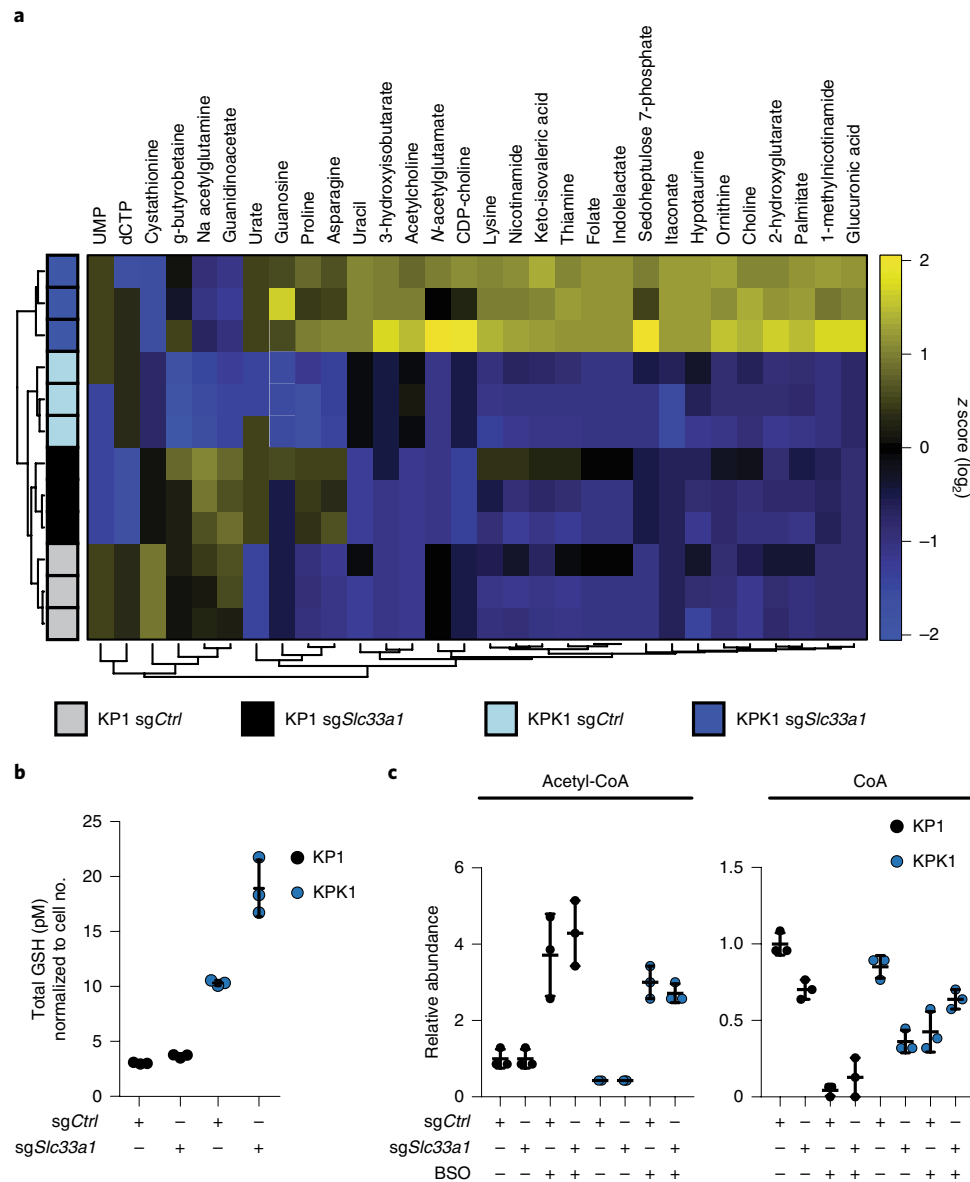 a
UMP
dCTP
Cystathionine
g-butyrobetaine
Na acetylglutamine
Guanidinoacetate
Urate
Guanosine
Proline
Asparagine
Uracil
3-hydroxyisobutarate
Acetylcholine
N-acetylglutamate
CDP-choline
Lysine
Nicotinamide
Keto-isovaleric acid
Thiamine
Folate
Indolelactate
Sedoheptulose 7-phosphate
Itaconate
Hypotaurine
Ornithine
Choline
2-hydroxyglutarate
Palmitate
1-methylnicotinamide
Glucuronic acid
2
1
0
–1
–2
z score (log2)
KP1 sgCtrl
KP1 sgSlc33a1
KPK1 sgCtrl
KPK1 sgSlc33a1
b
Total GSH (pM)
normalized to cell no.
25
20
15
10
5
0
KP1
KPK1
sgCtrl + – + –
sgSlc33a1 – + – +
c
Acetyl-CoA
CoA
KP1
KPK1
Relative abundance
6
4
2
0
1.5
1.0
0.5
0
sgCtrl + – + – + – + – + – + – + – + –
sgSlc33a1 – + – + – + – + – + – + – + – +
BSO – – + + – – + + – – + + – – + +